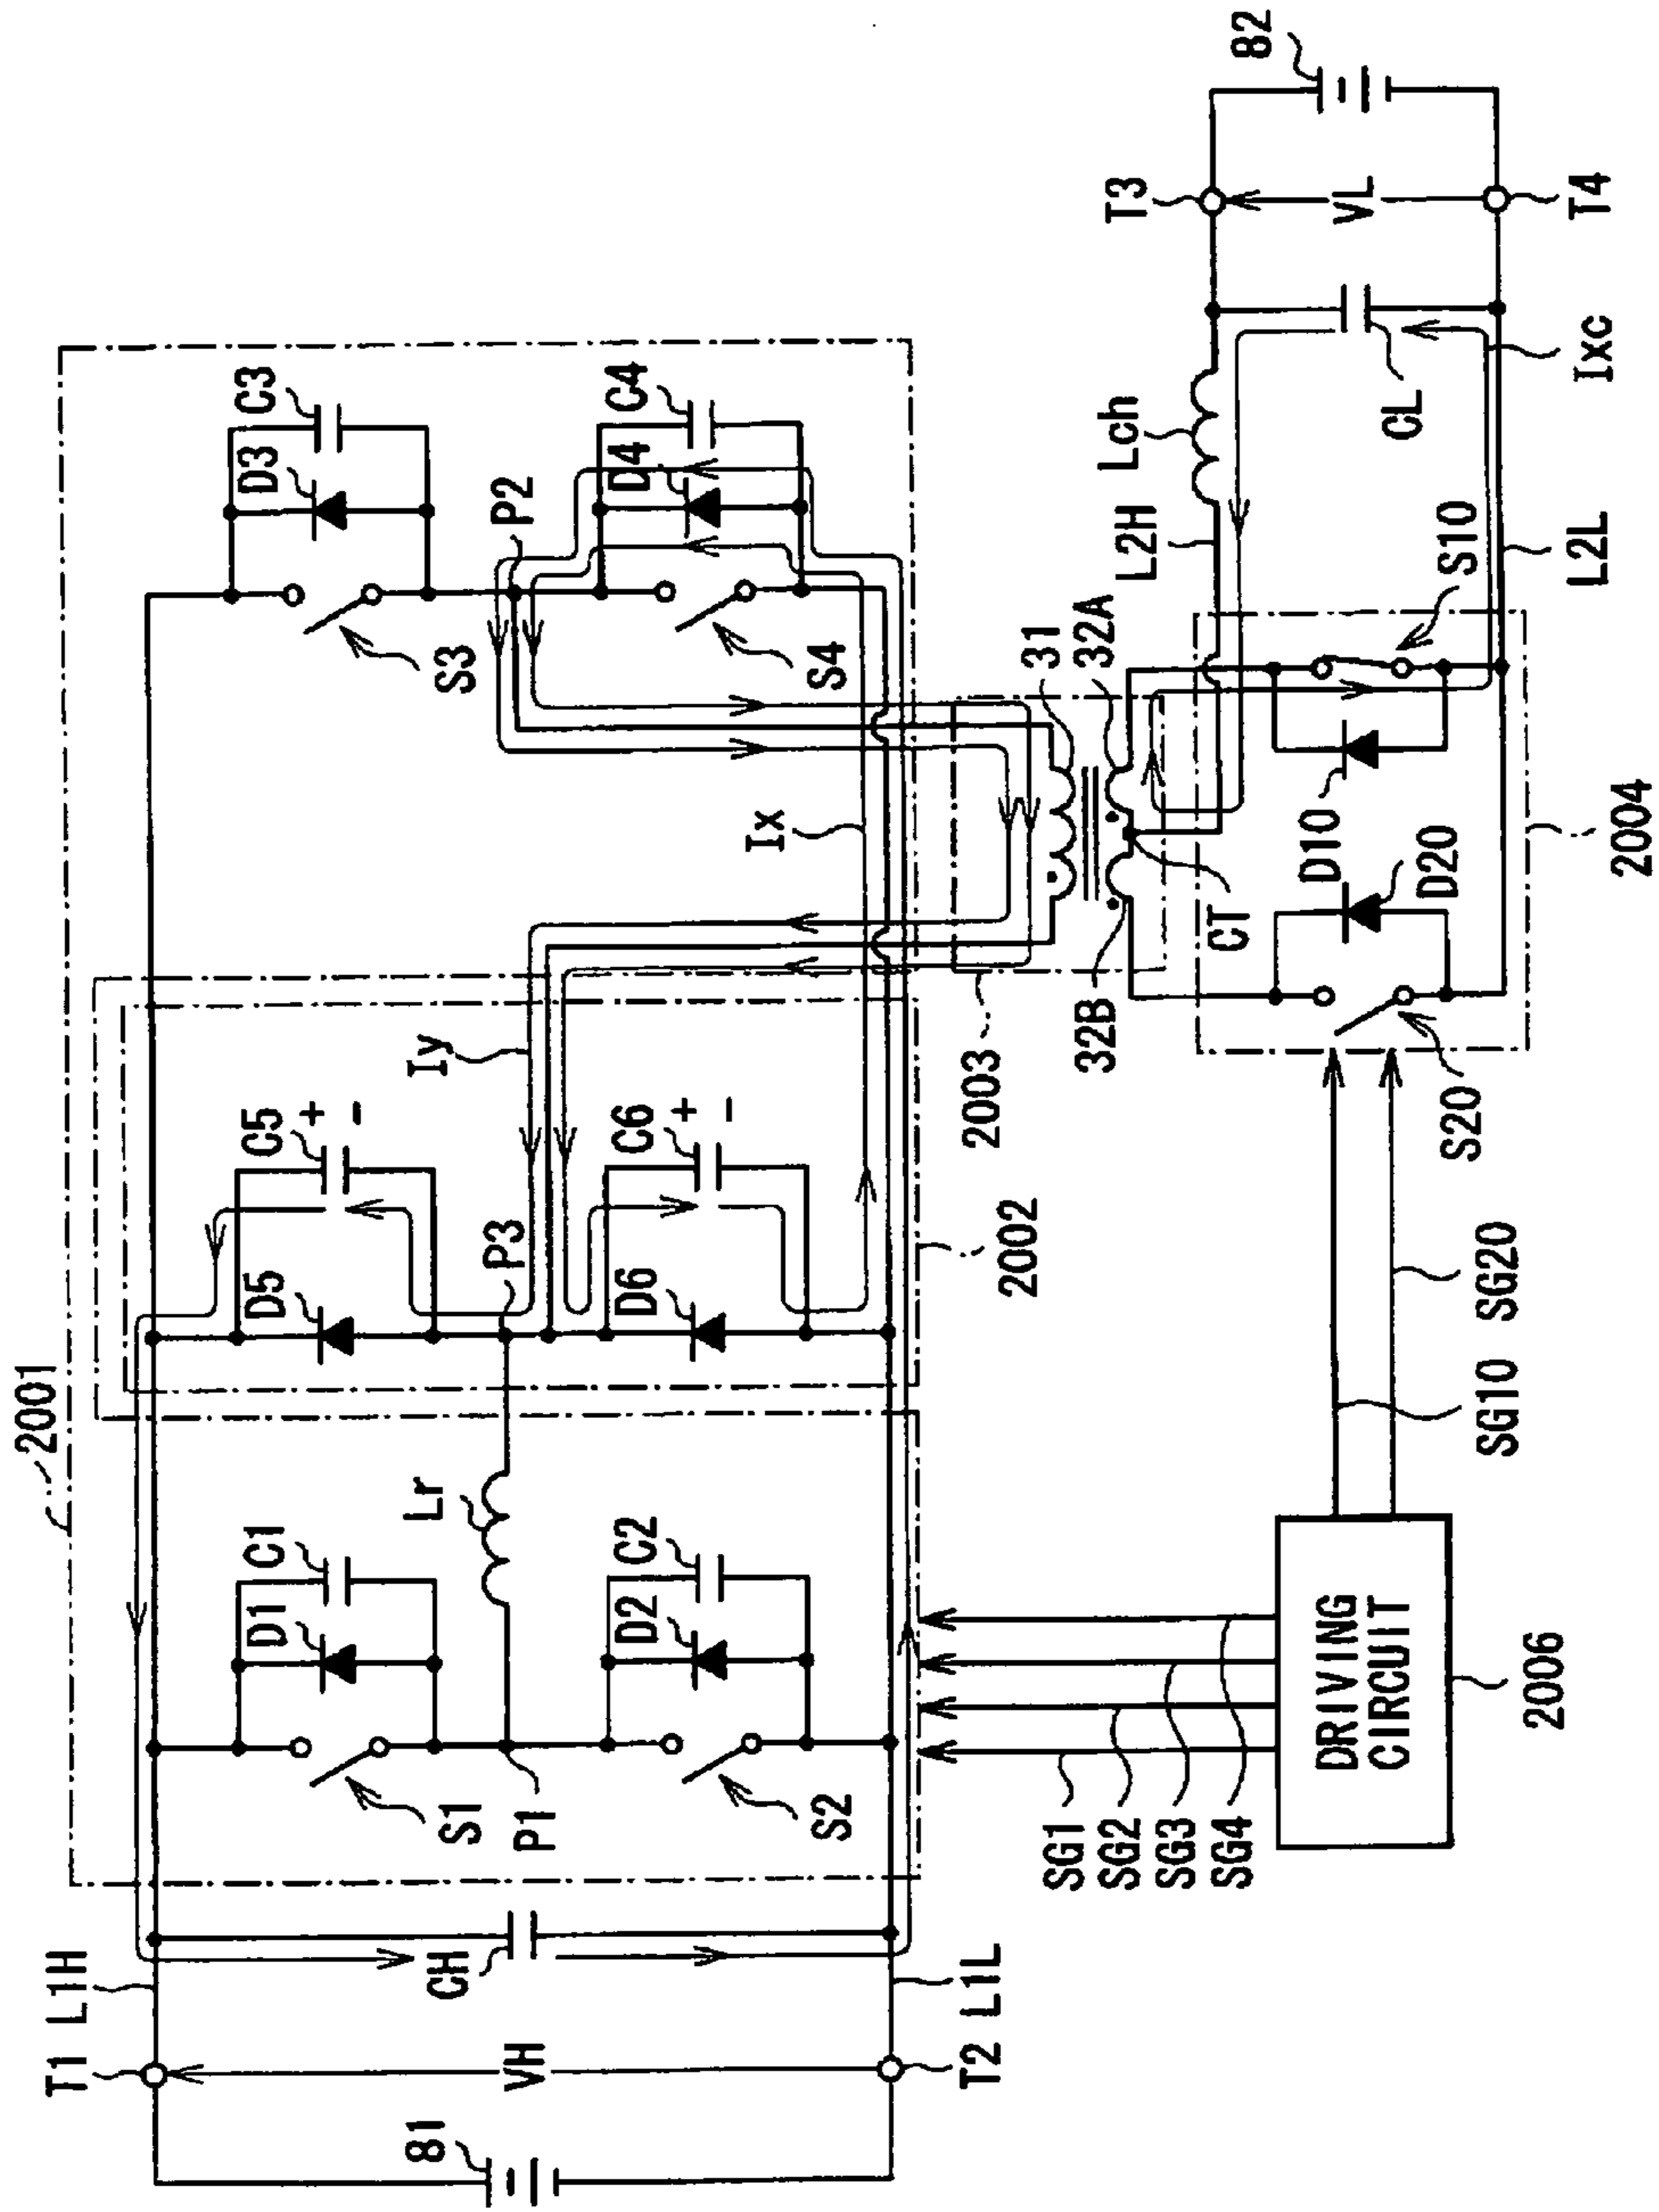 2001
T1
L1H
81
VH
T2
L1L
CH
S1
D1
C1
P1
Lr
S2
D2
C2
D5
C5
+
-
P3
D6
C6
+
-
2002
Iy
Ix
S3
D3
C3
P2
S4
D4
C4
2003
31
32A
32B
CT
L2H
Lch
T3
82
VL
T4
CL
Ixc
L2L
S10
D10
D20
S20
2004
SG1
SG2
SG3
SG4
DRIVING
CIRCUIT
2006
SG10
SG20